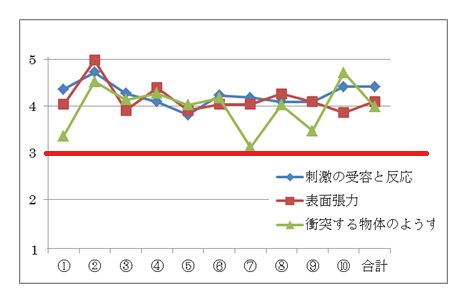 5
4
3
2
1
① ② ③ ④ ⑤ ⑥ ⑦ ⑧ ⑨ ⑩ 合計
刺激の受容と反応
表面張力
衝突する物体のようす